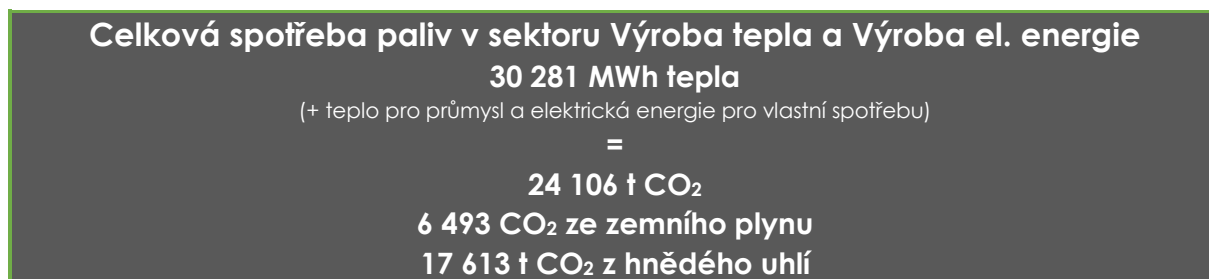 Celková spotřeba paliv v sektoru Výroba tepla a Výroba el. energie
30 281 MWh tepla
(+ teplo pro průmysl a elektrická energie pro vlastní spotřebu)
=
24 106 t CO₂
6 493 CO₂ ze zemního plynu
17 613 t CO₂ z hnědého uhlí